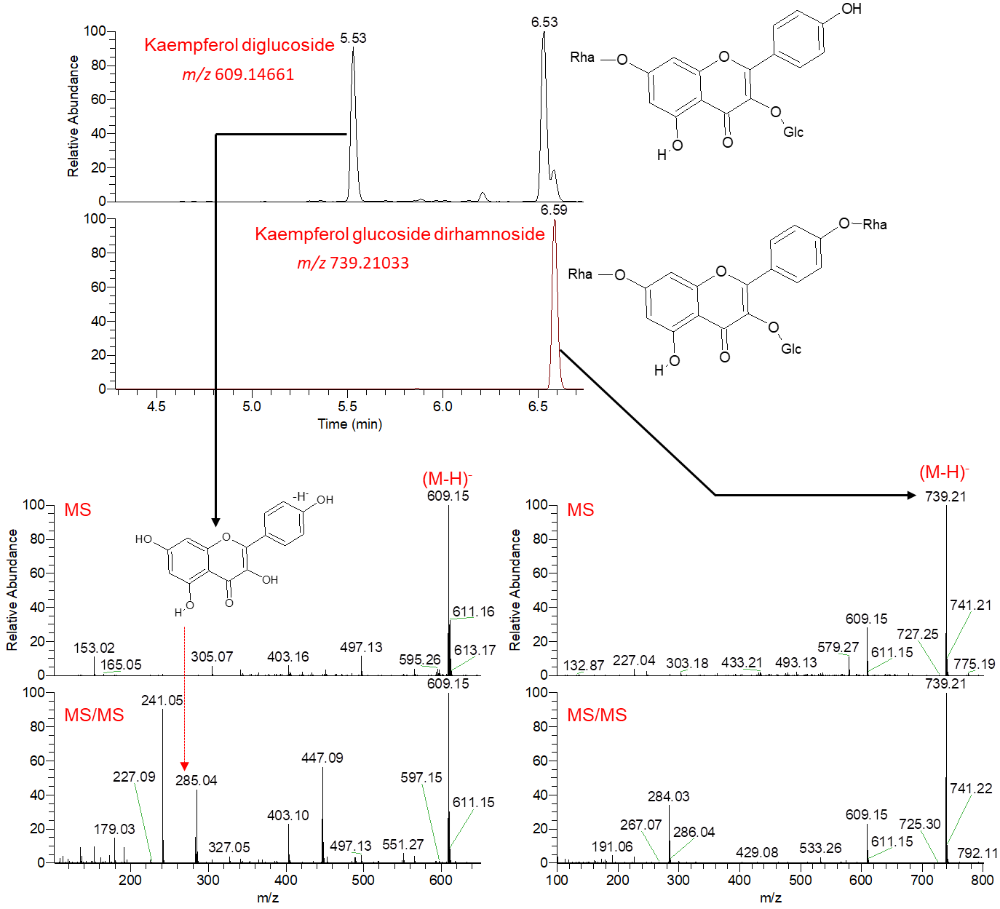 Kaempferol diglucoside
m/z 609.14661
5.53
6.53
Relative Abundance
100
80
60
40
20
0
OH
Rha
O
O
O
Glc
O
O
H
6.59
Kaempferol glucoside dirhamnoside
m/z 739.21033
100
80
60
40
20
0
4.5
5.0
5.5
6.0
6.5
Time (min)
O
Rha
Rha
O
O
O
Glc
O
O
H
(M-H)-
609.15
MS
-H-
OH
HO
O
OH
O
O
H
Relative Abundance
100
80
60
40
20
0
153.02
165.05
305.07
403.16
497.13
595.26
611.16
613.17
609.15
MS/MS
100
80
60
40
20
0
241.05
227.09
285.04
179.03
327.05
403.10
447.09
497.13
551.27
597.15
611.15
200
300
400
500
600
m/z
(M-H)-
739.21
MS
Relative Abundance
100
80
60
40
20
0
132.87
227.04
303.18
433.21
493.13
579.27
609.15
611.15
727.25
741.21
775.19
739.21
MS/MS
100
80
60
40
20
0
284.03
267.07
286.04
191.06
429.08
533.26
609.15
611.15
725.30
741.22
792.11
100
200
300
400
500
600
700
800
m/z